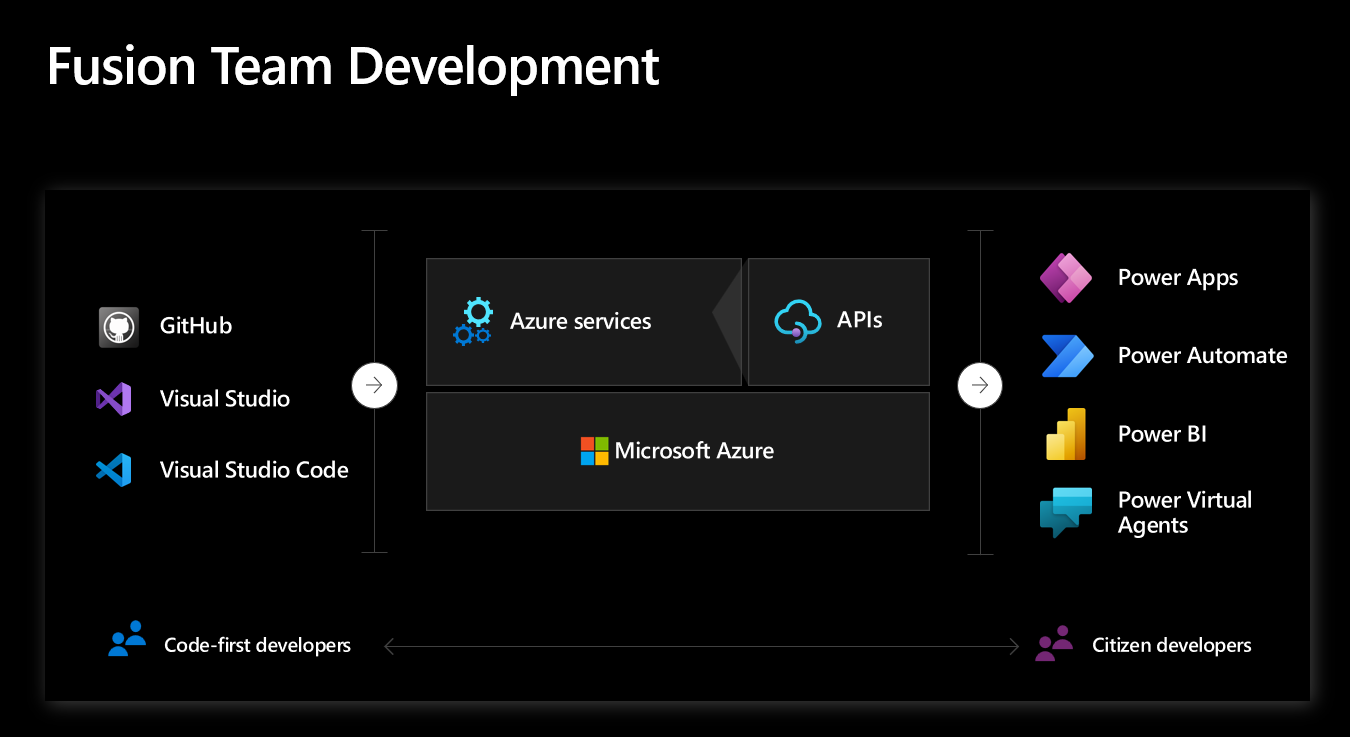 Fusion Team Development
GitHub
Visual Studio
Visual Studio Code
Azure services
APIs
Microsoft Azure
Power Apps
Power Automate
Power BI
Power Virtual
Agents
Code-first developers
Citizen developers